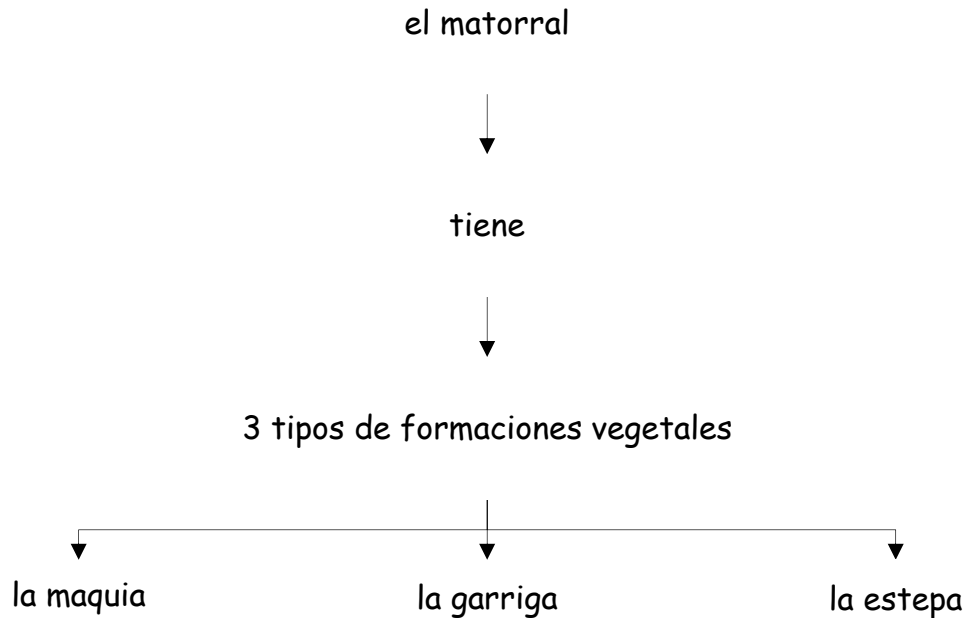 el matorral
tiene
3 tipos de formaciones vegetales
la maquia
la garriga
la estepa